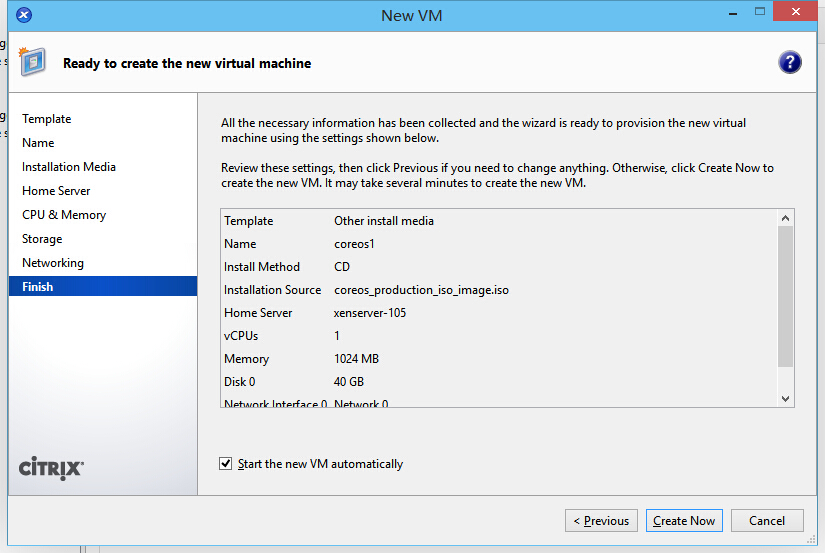 New VM
Ready to create the new virtual machine
?
Template
Name
Installation Media
Home Server
CPU & Memory
Storage
Networking
Finish
CITRIX
All the necessary information has been collected and the wizard is ready to provision the new virtual
machine using the settings shown below.
Review these settings, then click Previous if you need to change anything. Otherwise, click Create Now to
create the new VM. It may take several minutes to create the new VM.
Template Other install media
Name coreos1
Install Method CD
Installation Source coreos_production_iso_image.iso
Home Server xenserver-105
vCPUs 1
Memory 1024 MB
Disk 0 40 GB
Network Interface 0 Network 0
Start the new VM automatically
< Previous
Create Now
Cancel